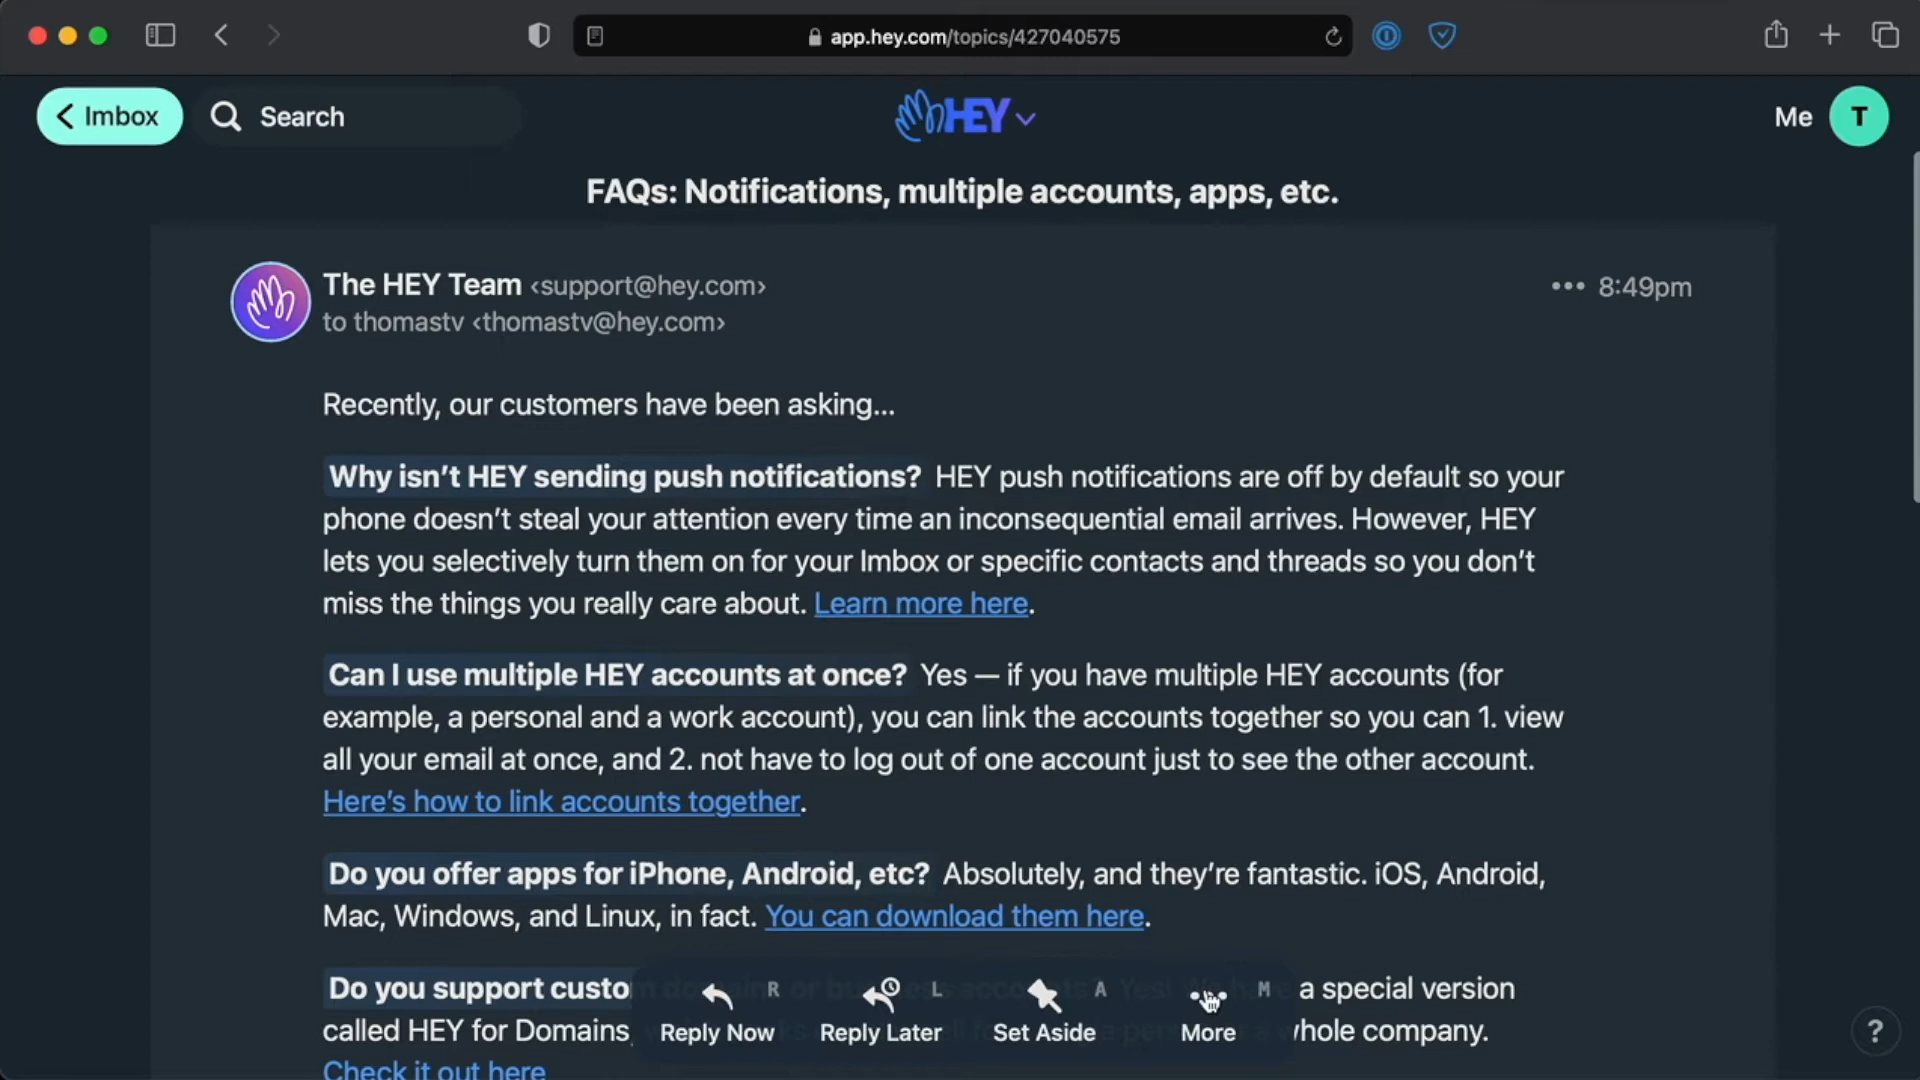 app.hey.com/topics/427040575
Imbox
Search
HEY
Me
T
FAQs: Notifications, multiple accounts, apps, etc.
The HEY Team <support@hey.com>
8:49pm
to thomastv <thomastv@hey.com>
Recently, our customers have been asking...
Why isn’t HEY sending push notifications? HEY push notifications are off by default so your
phone doesn’t steal your attention every time an inconsequential email arrives. However, HEY
lets you selectively turn them on for your Imbox or specific contacts and threads so you don’t
miss the things you really care about. Learn more here.
Can I use multiple HEY accounts at once? Yes — if you have multiple HEY accounts (for
example, a personal and a work account), you can link the accounts together so you can 1. view
all your email at once, and 2. not have to log out of one account just to see the other account.
Here’s how to link accounts together.
Do you offer apps for iPhone, Android, etc? Absolutely, and they’re fantastic. iOS, Android,
Mac, Windows, and Linux, in fact. You can download them here.
Do you support custom domains or business accounts? Yes! We have a special version
called HEY for Domains, whole company.
Check it out here
R
L
A
M
Reply Now
Reply Later
Set Aside
More
?